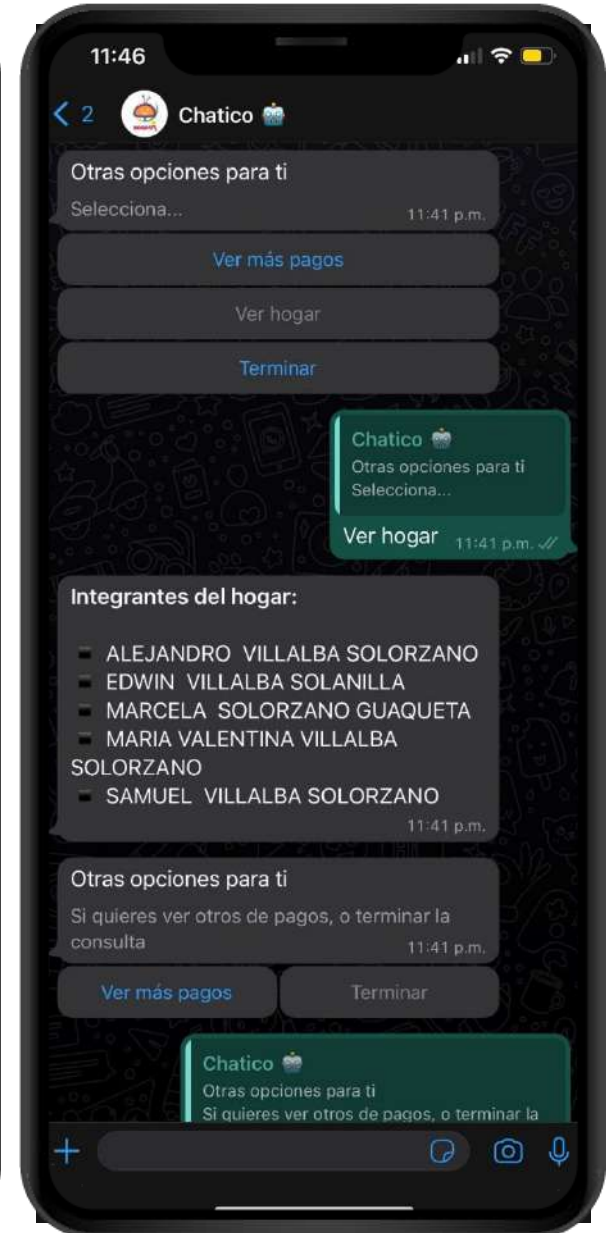 11:46
2
Chatico
Otras opciones para ti
Selecciona...
11:41 p.m.
Ver más pagos
Ver hogar
Terminar
Chatico
Otras opciones para ti
Selecciona...
Ver hogar
11:41 p.m.
Integrantes del hogar:
ALEJANDRO VILLALBA SOLORZANO
EDWIN VILLALBA SOLANILLA
MARCELA SOLORZANO GUAQUETA
MARIA VALENTINA VILLALBA
SOLORZANO
SAMUEL VILLALBA SOLORZANO
11:41 p.m.
Otras opciones para ti
Si quieres ver otros de pagos, o terminar la
consulta
11:41 p.m.
Ver más pagos
Terminar
Chatico
Otras opciones para ti
Si quieres ver otros de pagos, o terminar la